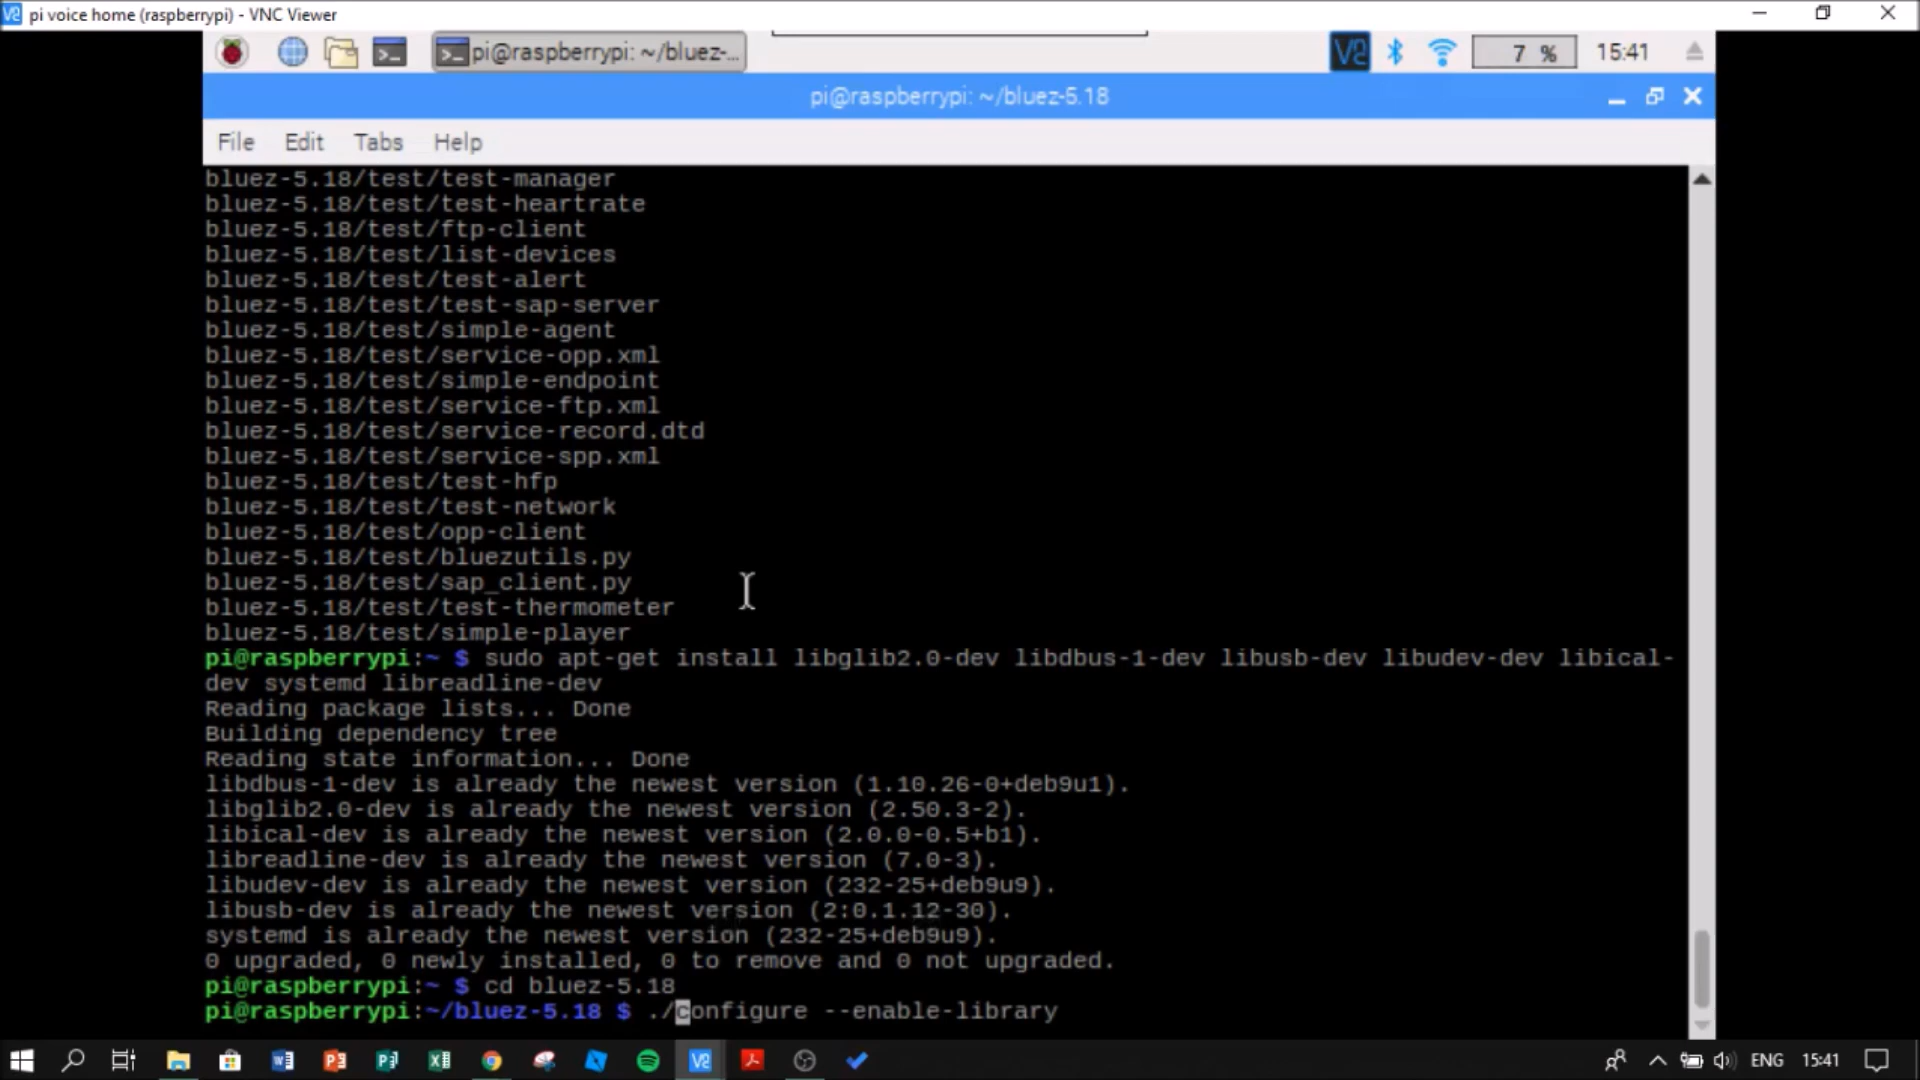 pi voice home (raspberrypi) - VNC Viewer
pi@raspberrypi: ~/bluez-...
7 %
15:41
pi@raspberrypi: ~/bluez-5.18
File Edit Tabs Help
bluez-5.18/test/test-manager
bluez-5.18/test/test-heartrate
bluez-5.18/test/ftp-client
bluez-5.18/test/list-devices
bluez-5.18/test/test-alert
bluez-5.18/test/test-sap-server
bluez-5.18/test/simple-agent
bluez-5.18/test/service-opp.xml
bluez-5.18/test/simple-endpoint
bluez-5.18/test/service-ftp.xml
bluez-5.18/test/service-record.dtd
bluez-5.18/test/service-spp.xml
bluez-5.18/test/test-hfp
bluez-5.18/test/test-network
bluez-5.18/test/opp-client
bluez-5.18/test/bluezutils.py
bluez-5.18/test/sap_client.py
bluez-5.18/test/test-thermometer
bluez-5.18/test/simple-player
pi@raspberrypi:~ $ sudo apt-get install libglib2.0-dev libdbus-1-dev libusb-dev libudev-dev libical-
dev systemd libreadline-dev
Reading package lists... Done
Building dependency tree
Reading state information... Done
libdbus-1-dev is already the newest version (1.10.26-0+deb9u1).
libglib2.0-dev is already the newest version (2.50.3-2).
libical-dev is already the newest version (2.0.0-0.5+b1).
libreadline-dev is already the newest version (7.0-3).
libudev-dev is already the newest version (232-25+deb9u9).
libusb-dev is already the newest version (2:0.1.12-30).
systemd is already the newest version (232-25+deb9u9).
0 upgraded, 0 newly installed, 0 to remove and 0 not upgraded.
pi@raspberrypi:~ $ cd bluez-5.18
pi@raspberrypi:~/bluez-5.18 $ ./configure --enable-library
ENG
15:41